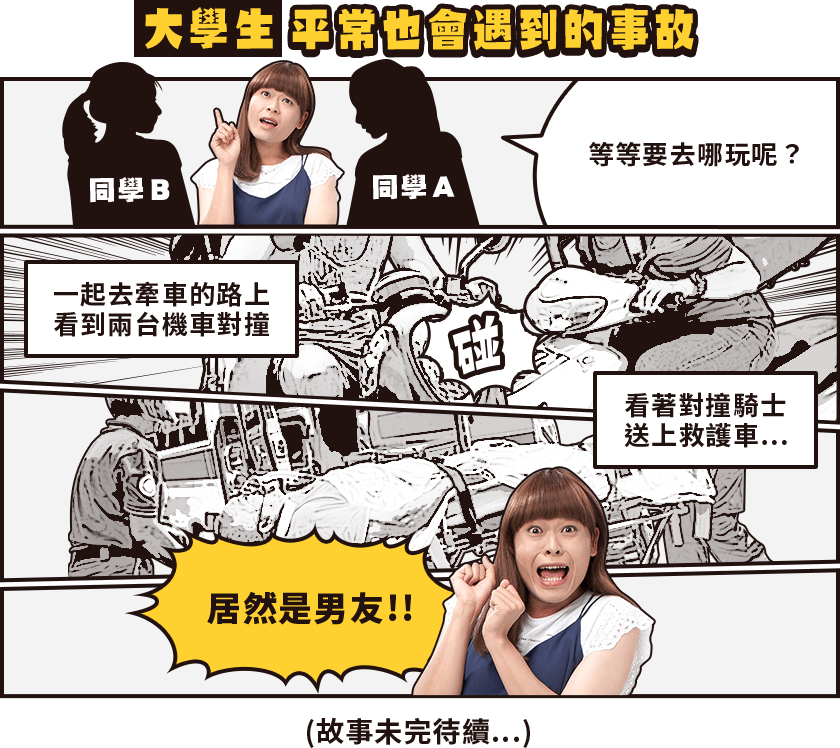 大學生 平常也會遇到的事故
同學B
同學A
等等要去哪玩呢？
一起去牽車的路上
看到兩台機車對撞
碰
看著對撞騎士
送上救護車...
居然是男友!!
(故事未完待續...)